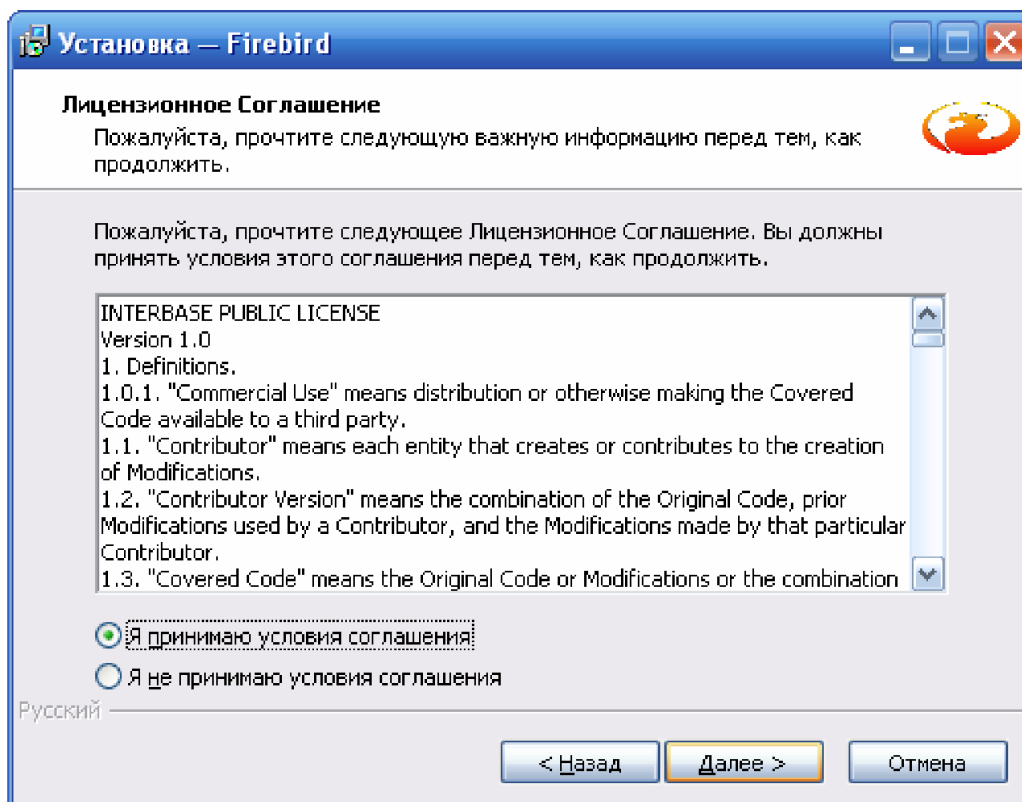 Установка — Firebird
Лицензионное Соглашение
Пожалуйста, прочтите следующую важную информацию перед тем, как
продолжить.
Пожалуйста, прочтите следующее Лицензионное Соглашение. Вы должны
принять условия этого соглашения перед тем, как продолжить.
INTERBASE PUBLIC LICENSE
Version 1.0
1. Definitions.
1.0.1. "Commercial Use" means distribution or otherwise making the Covered
Code available to a third party.
1.1. "Contributor" means each entity that creates or contributes to the creation
of Modifications.
1.2. "Contributor Version" means the combination of the Original Code, prior
Modifications used by a Contributor, and the Modifications made by that particular
Contributor.
1.3. "Covered Code" means the Original Code or Modifications or the combination
Я принимаю условия соглашения
Я не принимаю условия соглашения
Русский
< Назад Далее > Отмена